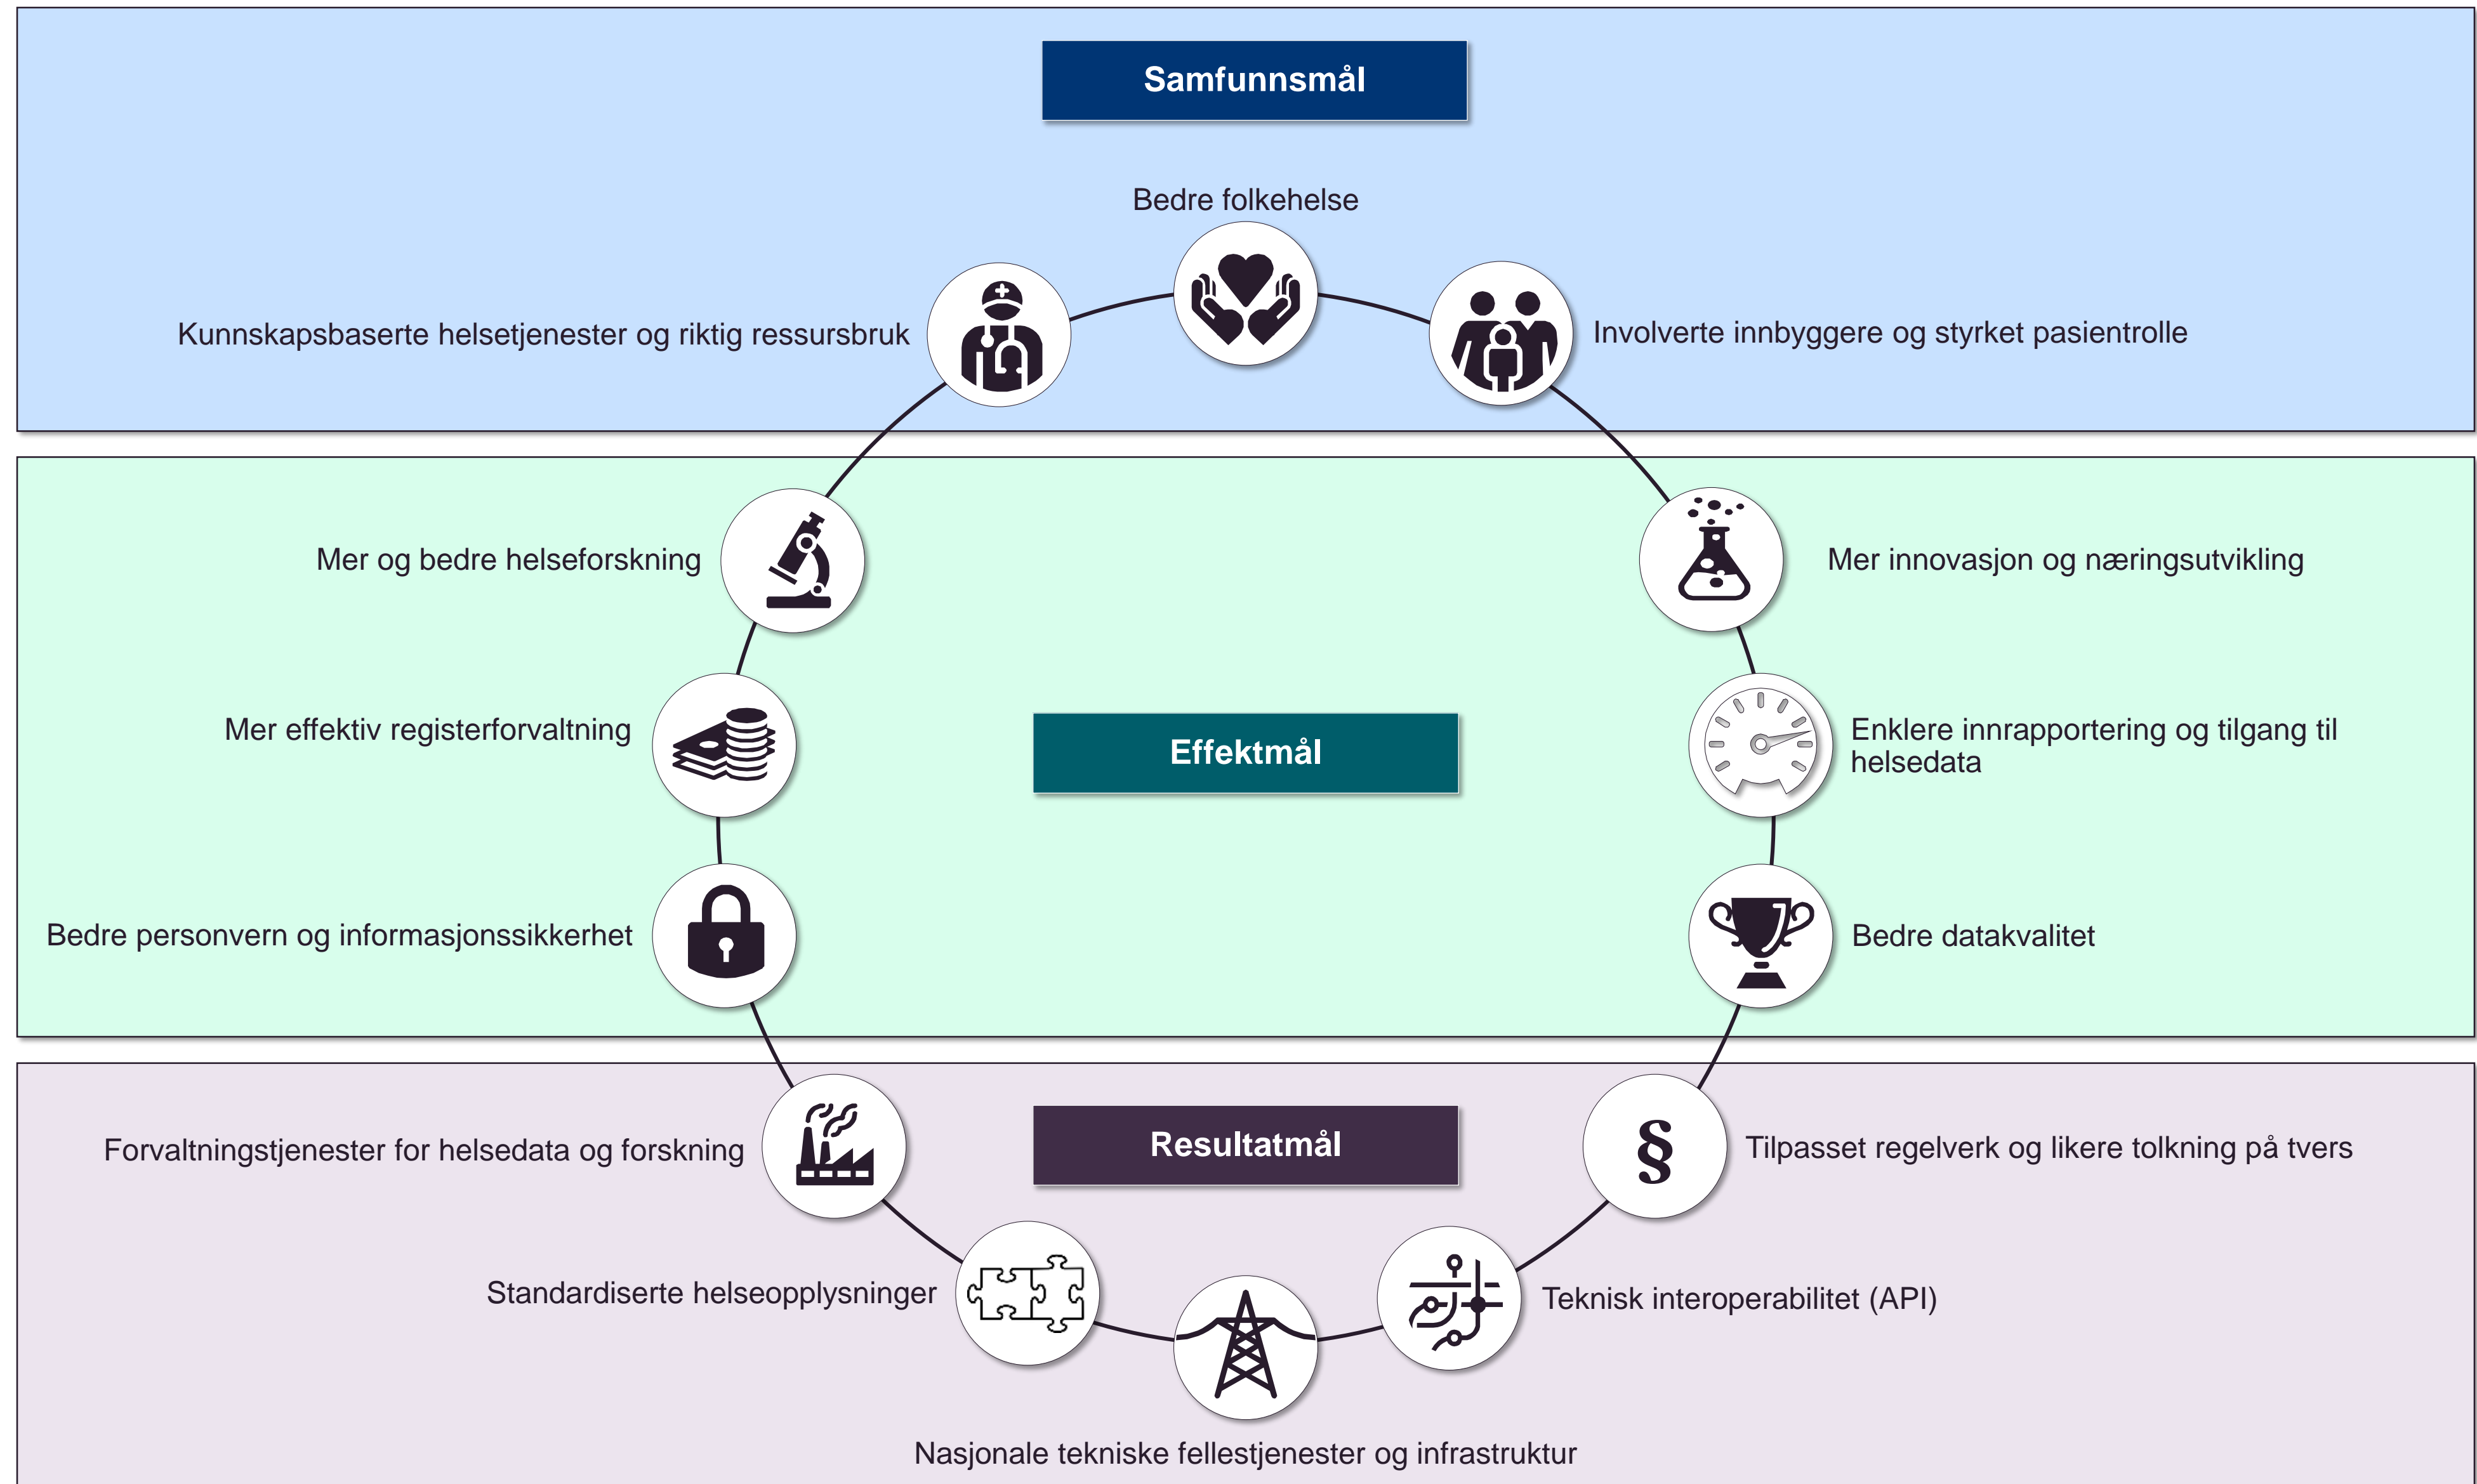 Samfunnsmål
Bedre folkehelse
Kunnskapsbaserte helsetjenester og riktig ressursbruk
Involverte innbyggere og styrket pasientrolle
Mer og bedre helseforskning
Mer innovasjon og næringsutvikling
Mer effektiv registerforvaltning
Effektmål
Enklere innrapportering og tilgang til
helsedata
Bedre personvern og informasjonssikkerhet
Bedre datakvalitet
Forvaltningstjenester for helsedata og forskning
Resultatmål
§
Tilpasset regelverk og likere tolkning på tvers
Standardiserte helseopplysninger
Teknisk interoperabilitet (API)
Nasjonale tekniske fellestjenester og infrastruktur